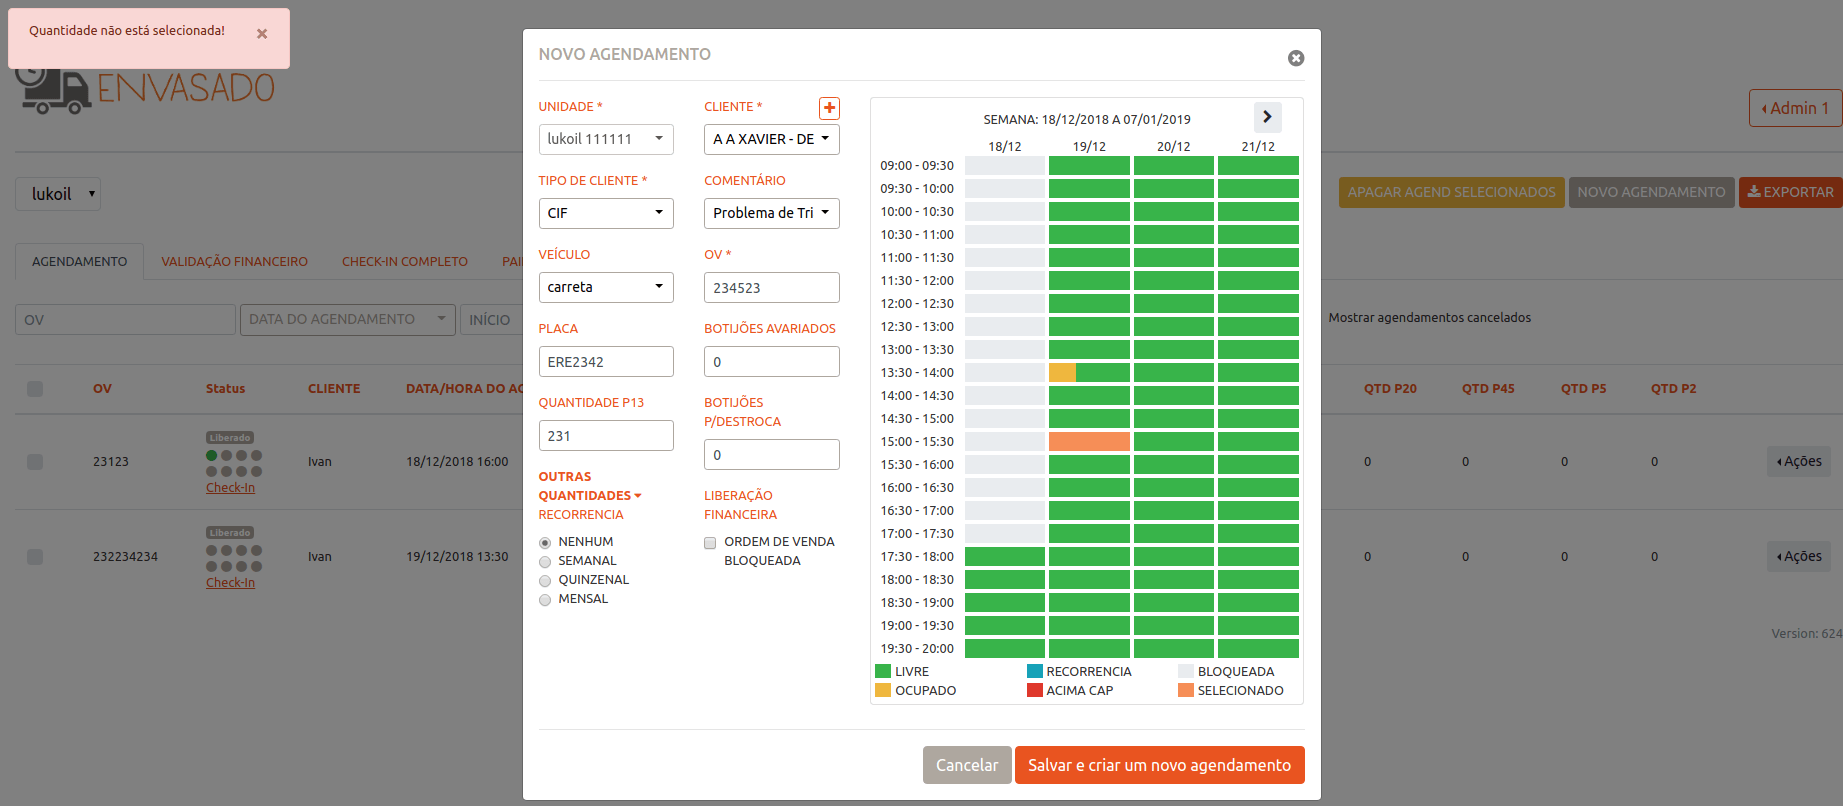 Quantidade não está selecionada!
ENVASADO
Admin 1
lukoil
APAGAR AGEND SELECIONADOS
NOVO AGENDAMENTO
EXPORTAR
AGENDAMENTO
VALIDAÇÃO FINANCEIRO
CHECK-IN COMPLETO
OV
DATA DO AGENDAMENTO
INÍCIO
Mostrar agendamentos cancelados
OV Status CLIENTE QTD P20 QTD P45 QTD P5 QTD P2
Liberado
23123 Ivan 18/12/2018 16:00 0 0 0 0 Ações
Check-In
Liberado
232234234 Ivan 19/12/2018 13:30 0 0 0 0 Ações
Check-In
Version: 624
NOVO AGENDAMENTO
UNIDADE *
lukoil 111111
TIPO DE CLIENTE *
CIF
VEÍCULO
carreta
PLACA
ERE2342
QUANTIDADE P13
231
OUTRAS
QUANTIDADES
RECORRENCIA
NENHUM
SEMANAL
QUINZENAL
MENSAL
CLIENTE *
A A XAVIER - DE
COMENTÁRIO
Problema de Tri
OV *
234523
BOTIJÕES AVARIADOS
0
BOTIJÕES
P/DESTROCA
0
LIBERAÇÃO
FINANCEIRA
ORDEM DE VENDA
BLOQUEADA
SEMANA: 18/12/2018 A 07/01/2019
18/12 19/12 20/12 21/12
09:00 - 09:30
09:30 - 10:00
10:00 - 10:30
10:30 - 11:00
11:00 - 11:30
11:30 - 12:00
12:00 - 12:30
12:30 - 13:00
13:00 - 13:30
13:30 - 14:00
14:00 - 14:30
14:30 - 15:00
15:00 - 15:30
15:30 - 16:00
16:00 - 16:30
16:30 - 17:00
17:00 - 17:30
17:30 - 18:00
18:00 - 18:30
18:30 - 19:00
19:00 - 19:30
19:30 - 20:00
LIVRE RECORRENCIA BLOQUEADA
OCUPADO ACIMA CAP SELECIONADO
Cancelar
Salvar e criar um novo agendamento